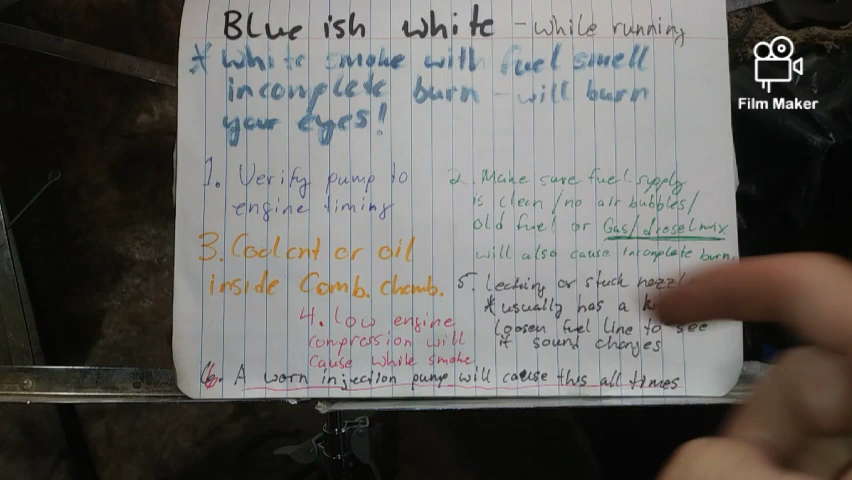 Blue ish white - while running
* White smoke with fuel smell
incomplete burn - will burn
your eyes!
1. Verify pump to
engine timing
2. Make sure fuel supply
is clean / no air bubbles /
old fuel or Gas/diesel mix
will also cause incomplete burn.
3. Coolent or oil
inside Comb. chamb.
4. low engine
compression will
cause while smoke
5. Leaking or stuck
* usually has a
loosen fuel line to see
if sound changes
6. A worn injection pump will cause this all times
Film Maker